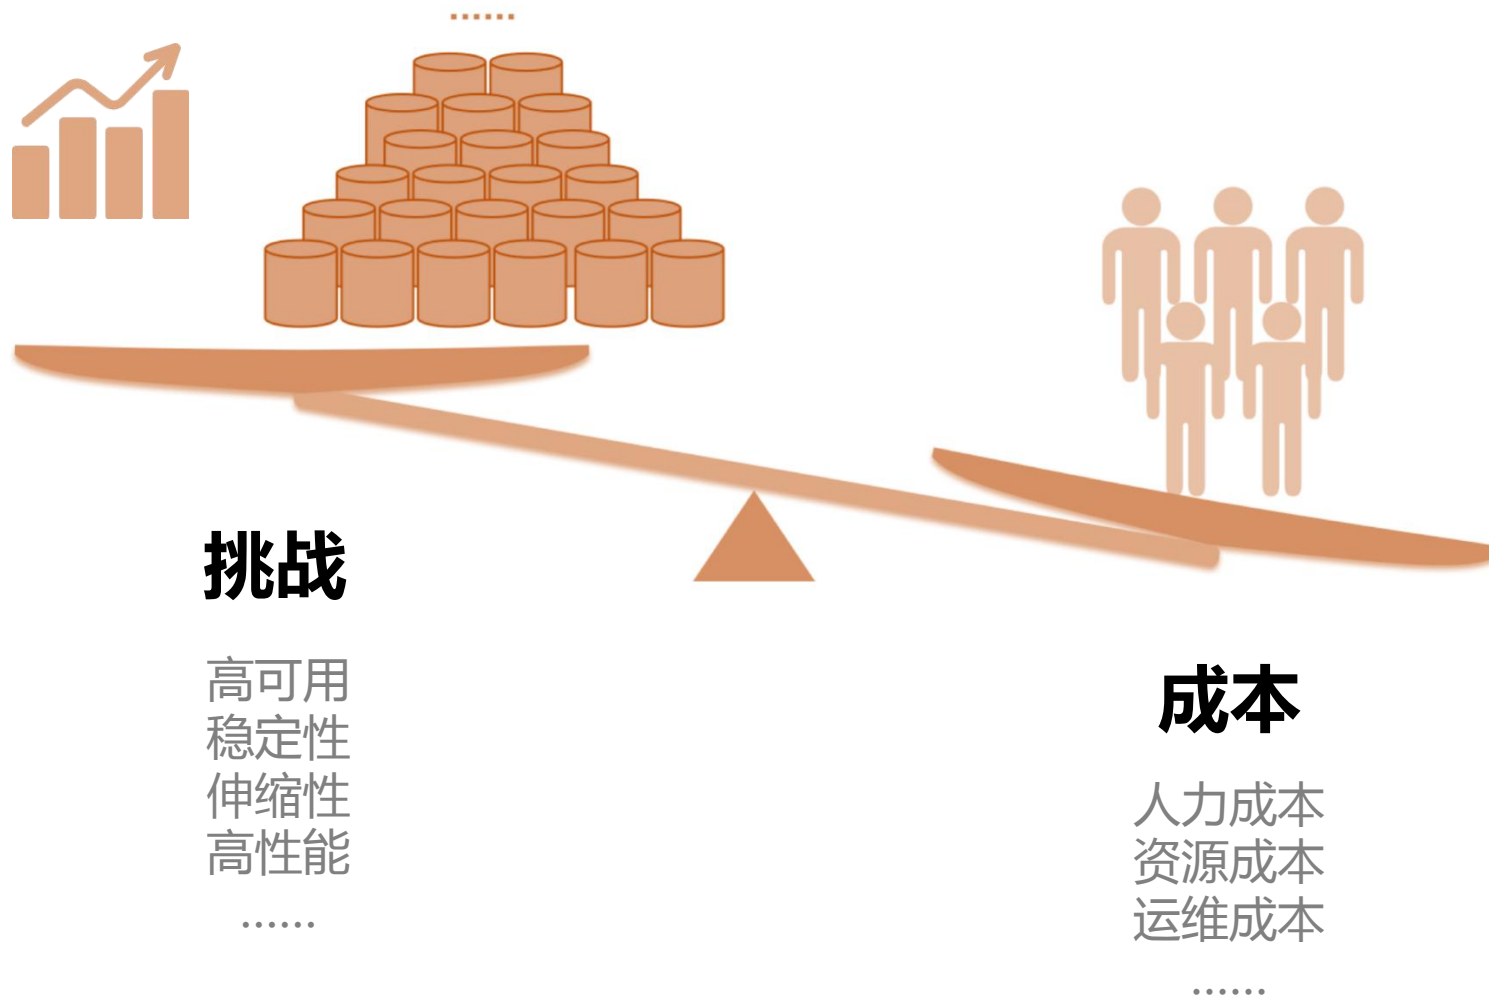 ......
挑战
高可用
稳定性
伸缩性
高性能
......
成本
人力成本
资源成本
运维成本
......